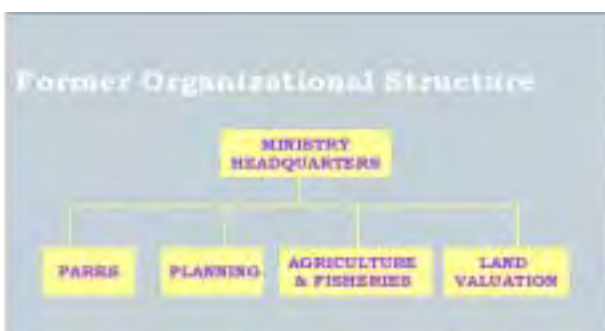 Former Organizational Structure
MINISTRY
HEADQUARTERS
PARKS
PLANNING
AGRICULTURE
& FISHERIES
LAND
VALUATION